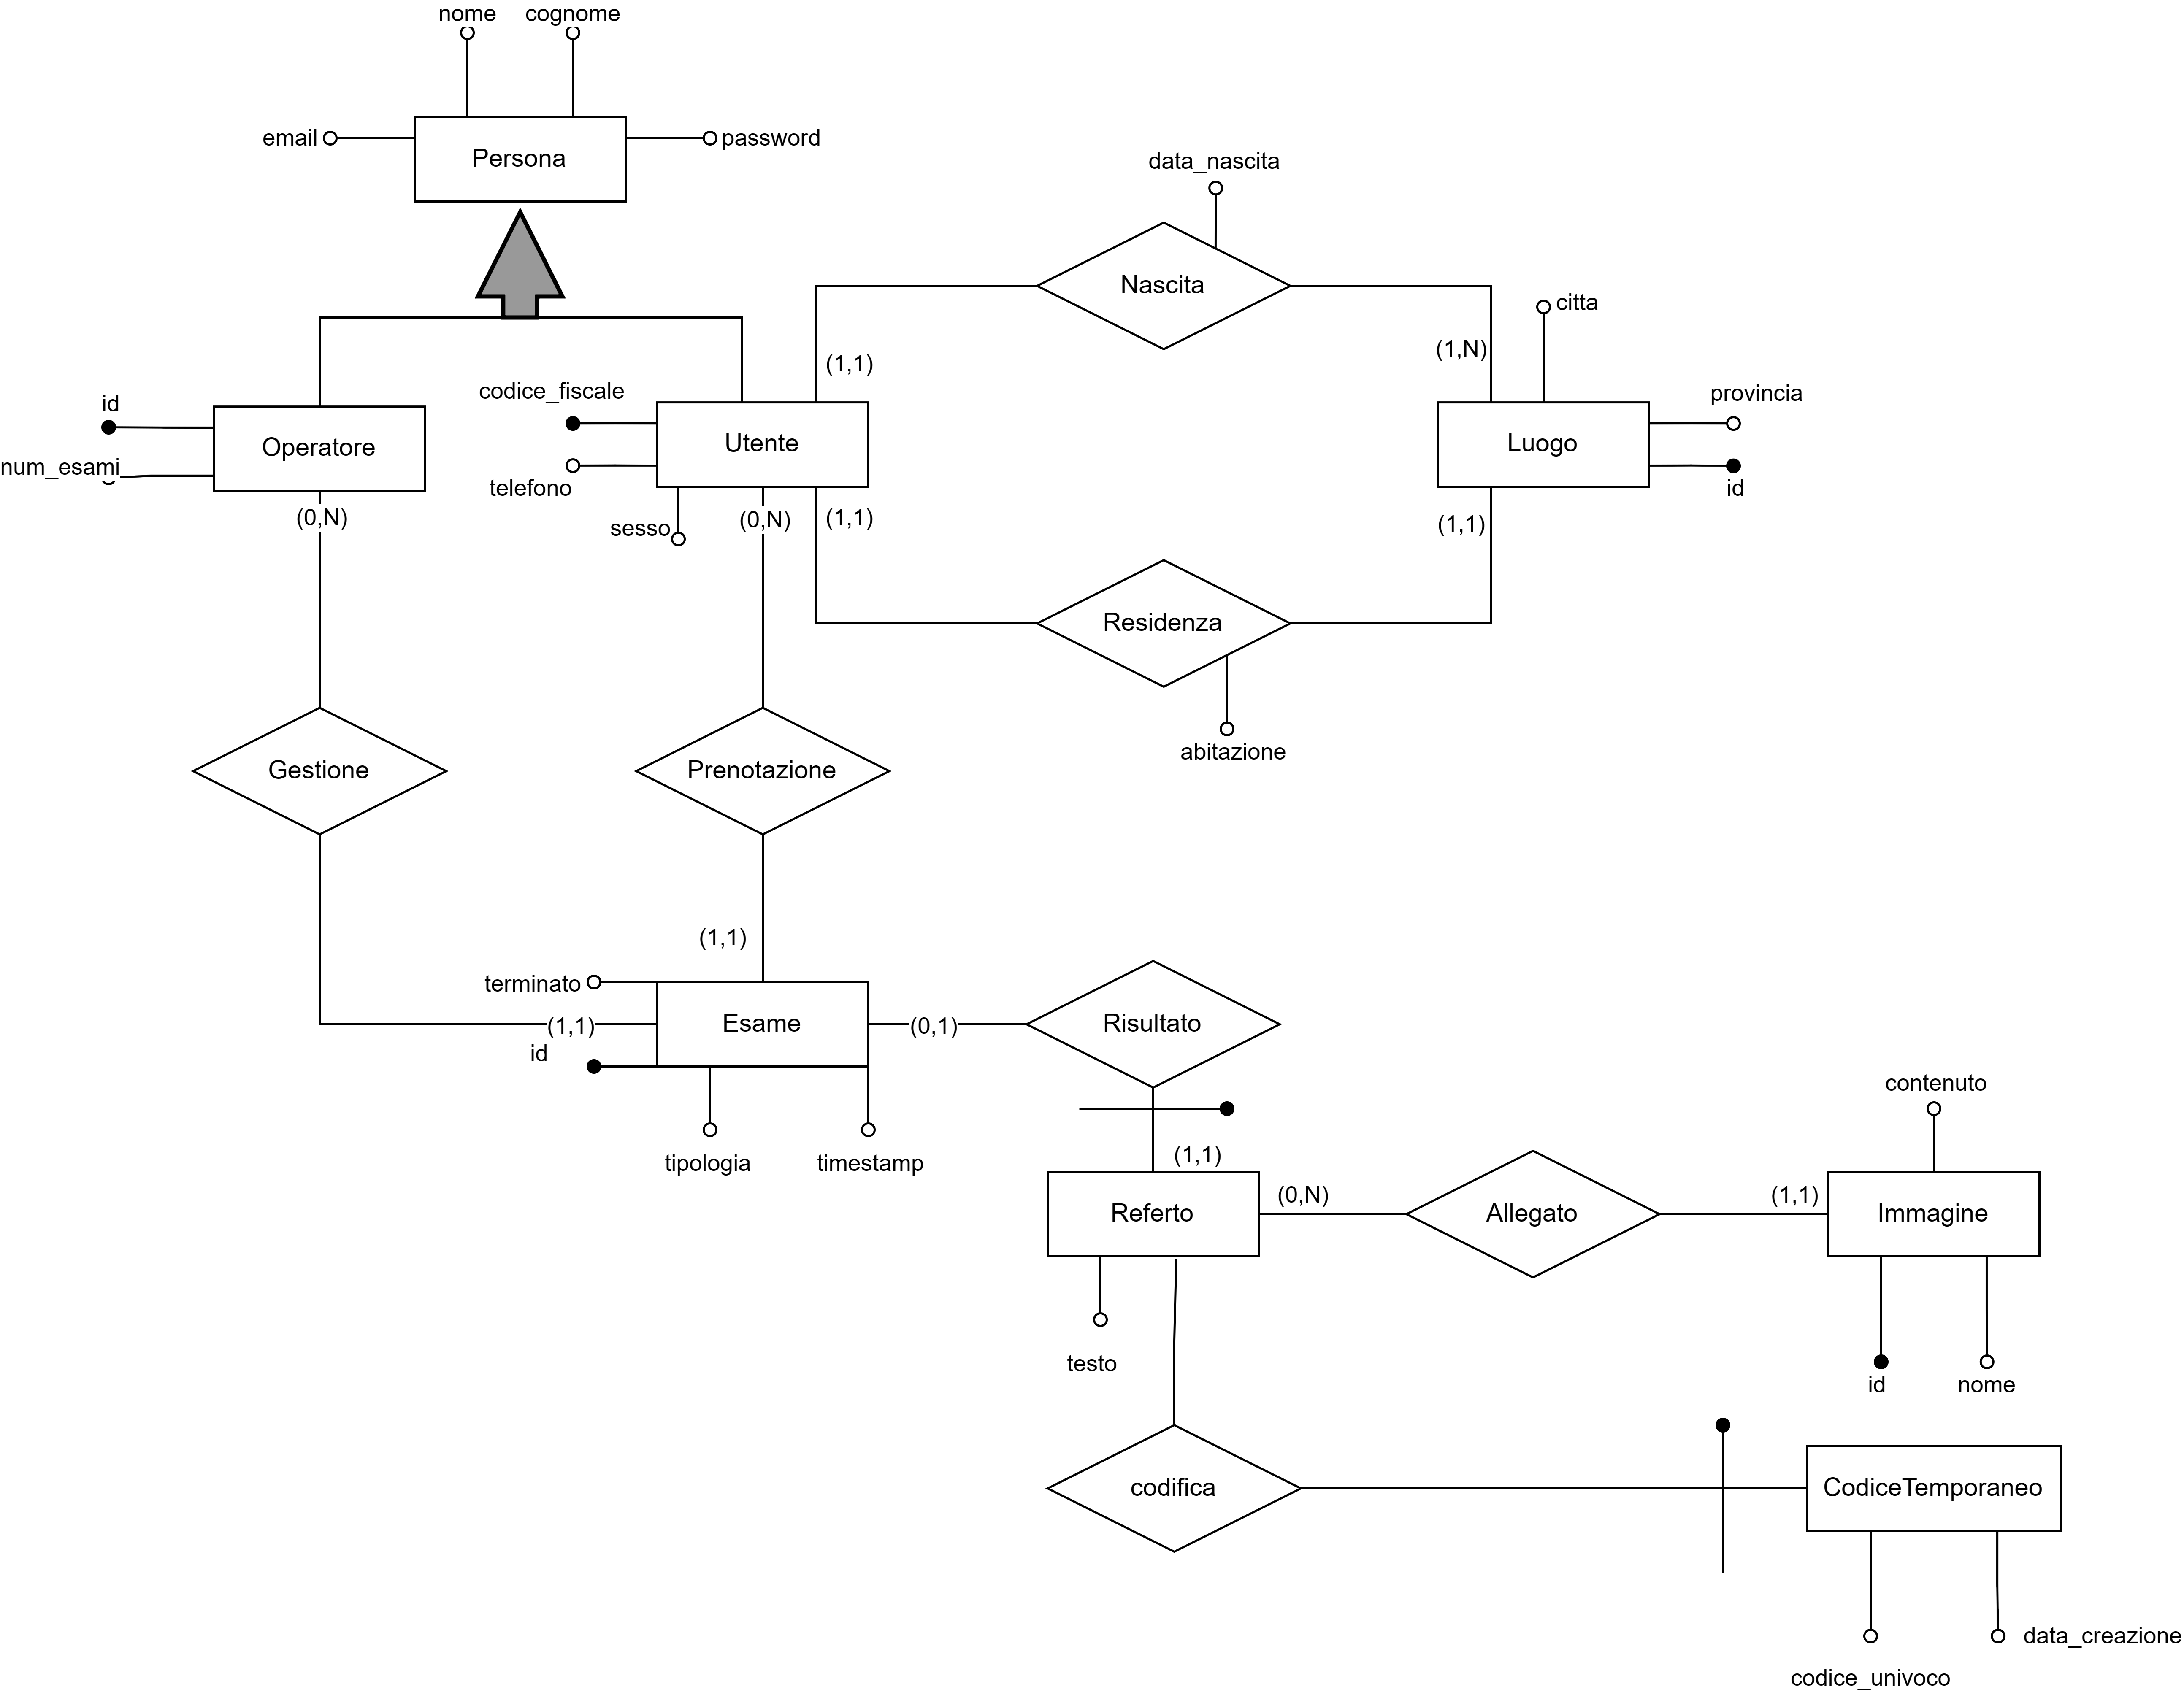 nome
cognome
email
Persona
password
data_nascita
Nascita
citta
(1,1)
(1,N)
codice_fiscale
provincia
id
Operatore
Utente
Luogo
num_esami
telefono
id
(0,N)
sesso
(0,N)
(1,1)
(1,1)
Residenza
abitazione
Gestione
Prenotazione
(1,1)
terminato
(1,1)
Esame
(0,1)
Risultato
id
contenuto
tipologia
timestamp
(1,1)
(0,N)
(1,1)
Referto
Allegato
Immagine
testo
id
nome
codifica
CodiceTemporaneo
data_creazione
codice_univoco